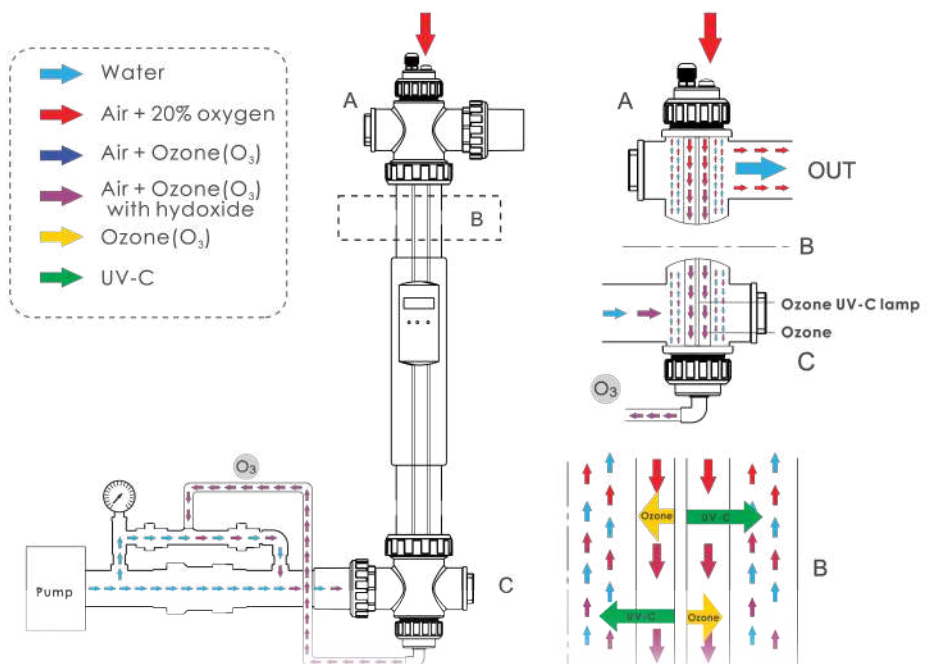 Water
Air + 20% oxygen
Air + Ozone(O₃)
Air + Ozone(O₃)
with hydoxide
Ozone(O₃)
UV-C
A
B
C
O₃
Pump
A
OUT
B
Ozone UV-C lamp
Ozone
C
O₃
Ozone
UV-C
B
UV-C
Ozone